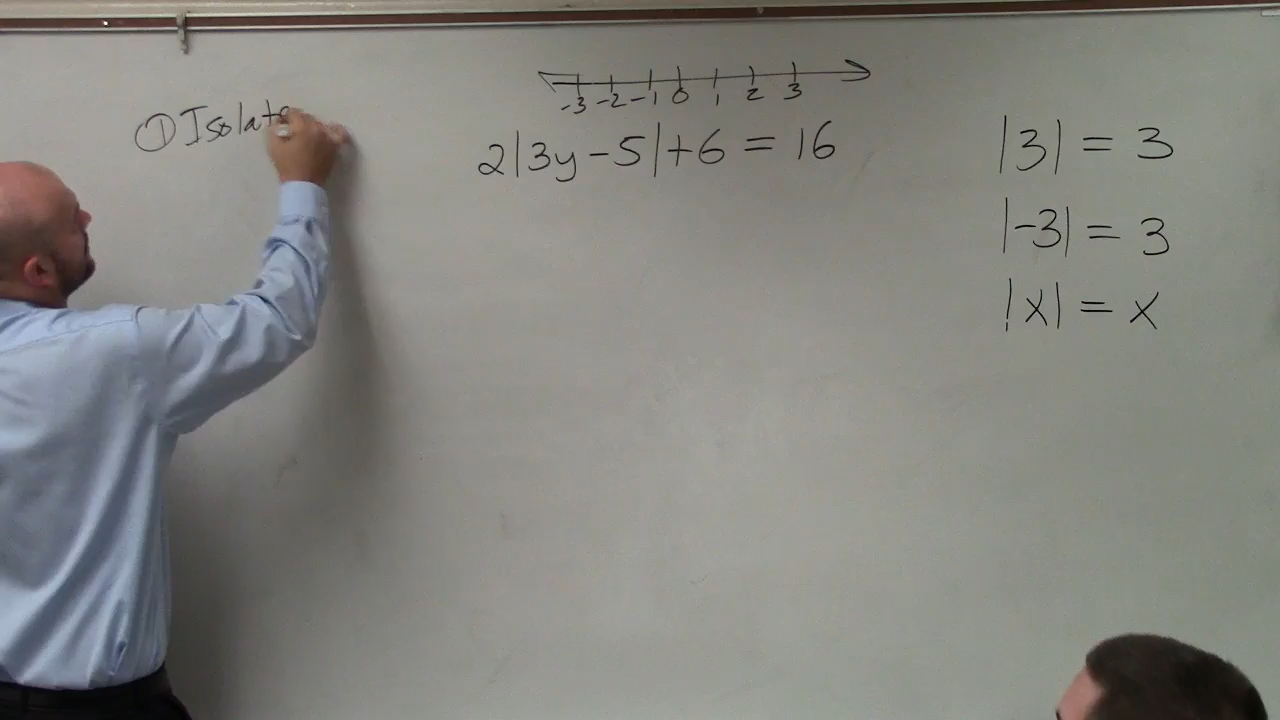 ① Isolate
-3 -2 -1 0 1 2 3
2|3y-5|+6 = 16
|3| = 3
|-3| = 3
|x| = x